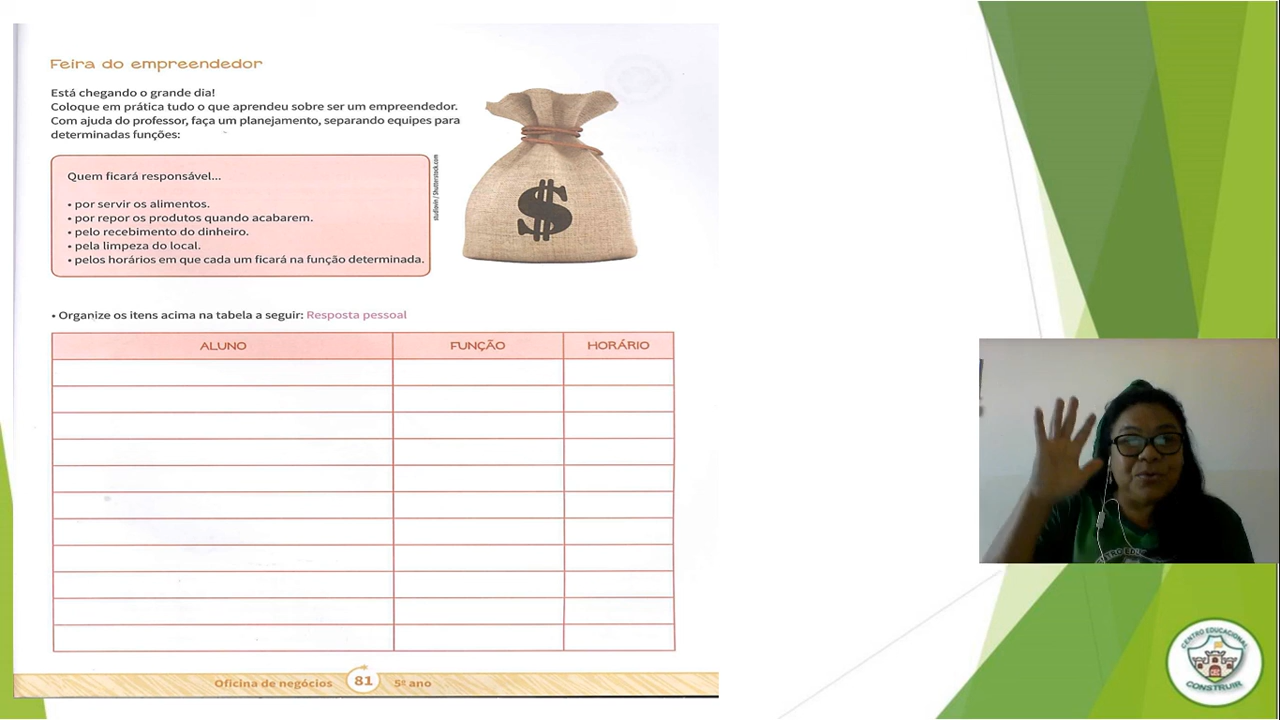 Feira do empreendedor
Está chegando o grande dia!
Coloque em prática tudo o que aprendeu sobre ser um empreendedor.
Com ajuda do professor, faça um planejamento, separando equipes para
determinadas funções:
Quem ficará responsável...
• por servir os alimentos.
• por repor os produtos quando acabarem.
• pelo recebimento do dinheiro.
• pela limpeza do local.
• pelos horários em que cada um ficará na função determinada.
studiovin / Shutterstock.com
$
• Organize os itens acima na tabela a seguir: Resposta pessoal
ALUNO FUNÇÃO HORÁRIO
Oficina de negócios 81 5º ano
CENTRO EDUCACIONAL
CONSTRUIR